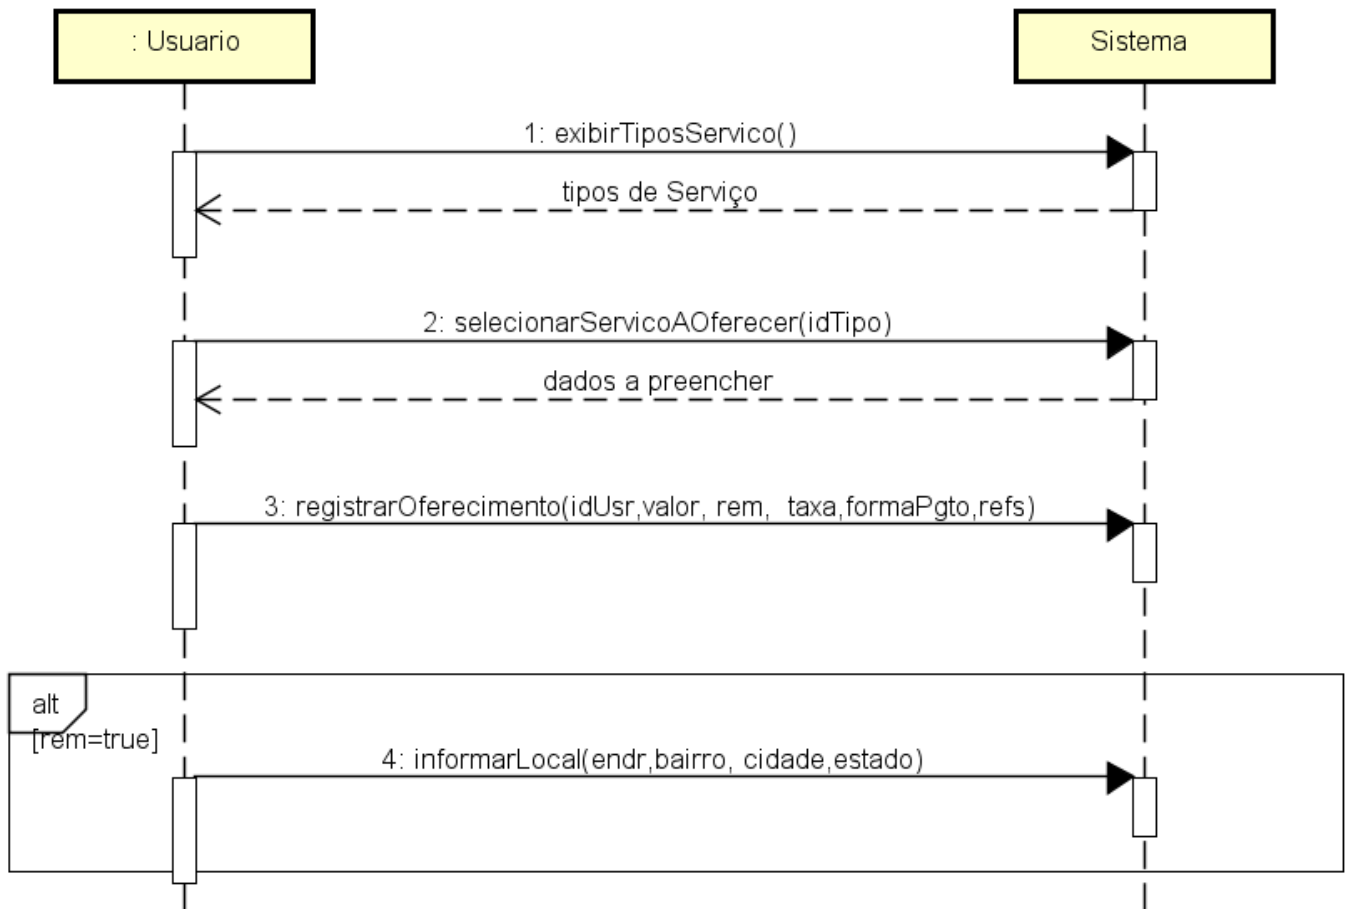 : Usuario
Sistema
1: exibirTiposServico()
tipos de Serviço
2: selecionarServicoAOferecer(idTipo)
dados a preencher
3: registrarOferecimento(idUsr,valor, rem, taxa,formaPgto,refs)
alt
[rem=true]
4: informarLocal(endr,bairro, cidade,estado)